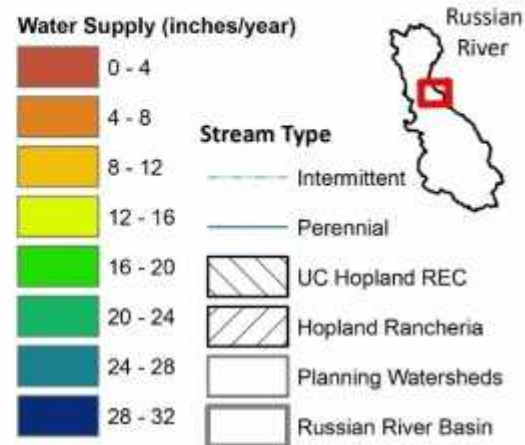 Water Supply (inches/year)
0 - 4
4 - 8
8 - 12
12 - 16
16 - 20
20 - 24
24 - 28
28 - 32
Stream Type
Intermittent
Perennial
UC Hopland REC
Hopland Rancheria
Planning Watersheds
Russian River Basin
Russian
River